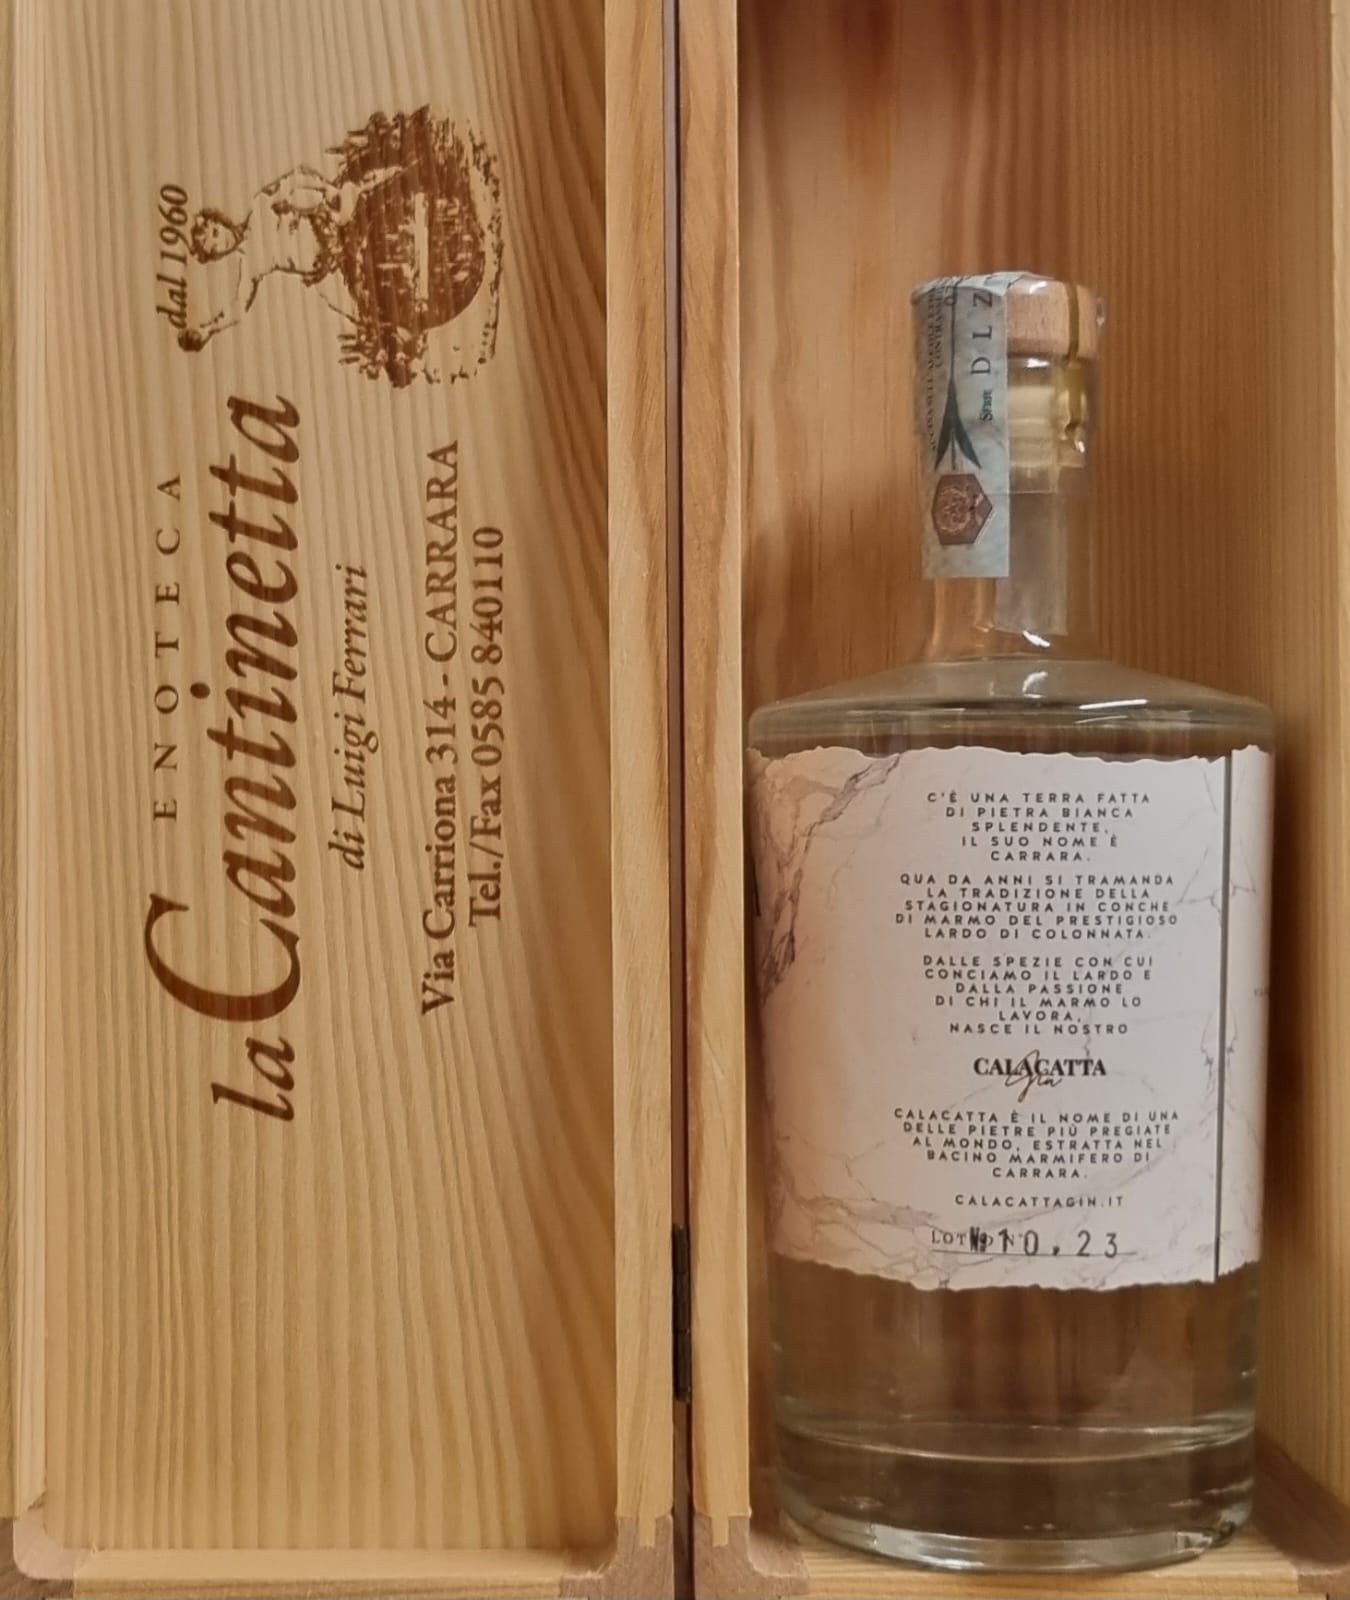 dal 1960
ENOTECA
la Cantinetta
di Luigi Ferrari
Via Carriona 314 - CARRARA
Tel./Fax 0585 840110
D L Z
C'È UNA TERRA FATTA
DI PIETRA BIANCA
SPLENDENTE,
IL SUO NOME È
CARRARA.
QUA DA ANNI SI TRAMANDA
LA TRADIZIONE DELLA
STAGIONATURA IN CONCHE
DI MARMO DEL PRESTIGIOSO
LARDO DI COLONNATA.
DALLE SPEZIE CON CUI
CONCIAMO IL LARDO E
DALLA PASSIONE
DI CHI IL MARMO LO
LAVORA,
NASCE IL NOSTRO
CALACATTA
Gin
CALACATTA È IL NOME DI UNA
DELLE PIETRE PIÙ PREGIATE
AL MONDO, ESTRATTA NEL
BACINO MARMIFERO DI
CARRARA.
CALACATTAGIN.IT
LOTTO N°
№ 10.23